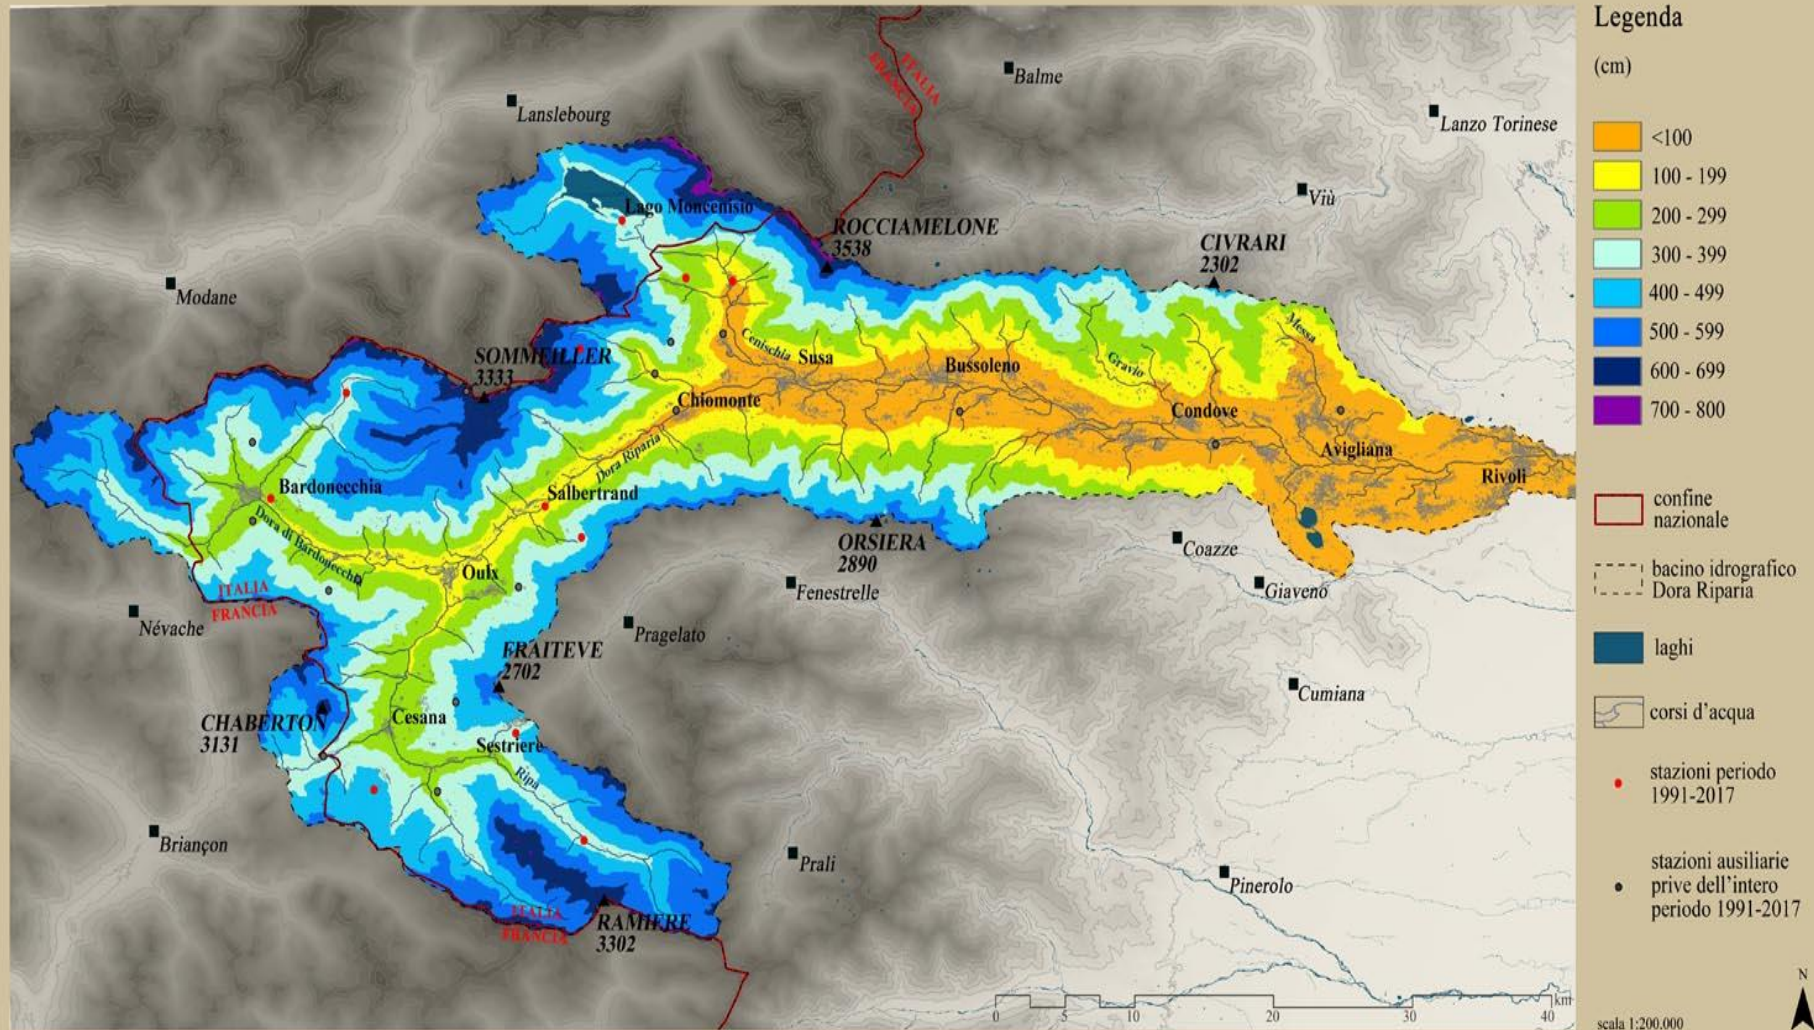 Legenda
(cm)
<100
100 - 199
200 - 299
300 - 399
400 - 499
500 - 599
600 - 699
700 - 800
confine
nazionale
bacino idrografico
Dora Riparia
laghi
corsi d'acqua
stazioni periodo
1991-2017
stazioni ausiliarie
prive dell'intero
periodo 1991-2017
N
scala 1:200.000
ITALIA
FRANCIA
Balme
Lanslebourg
Lanzo Torinese
Viù
Lago Moncenisio
ROCCIAMELONE
3538
CIVRARI
2302
Modane
Messa
Cenischia
Susa
SOMMEILLER
3333
Bussoleno
Gravio
Chiomonte
Condove
Dora Riparia
Avigliana
Rivoli
Bardonecchia
Salbertrand
Dora di Bardonecchia
ORSIERA
2890
Coazze
Oulx
Fenestrelle
Giaveno
ITALIA
FRANCIA
Névache
Pragelato
FRAITEVE
2702
Cumiana
CHABERTON
3131
Cesana
Sestriere
Ripa
Briançon
Prali
Pinerolo
ITALIA
FRANCIA
RAMIERE
3302
km
0 5 10 20 30 40